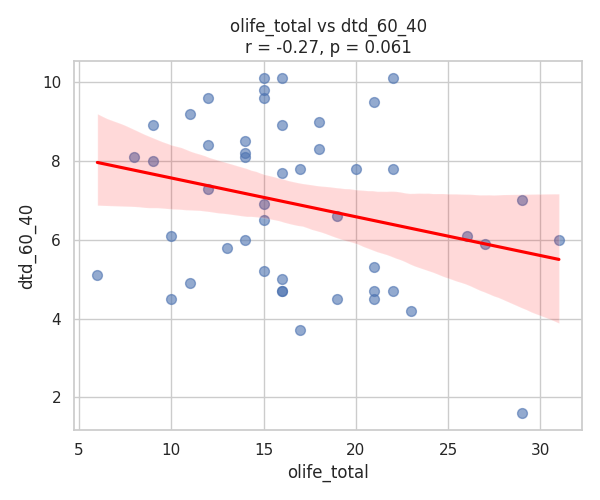 olife_total vs dtd_60_40
r = -0.27, p = 0.061
10
8
6
4
2
dtd_60_40
5
10
15
20
25
30
olife_total